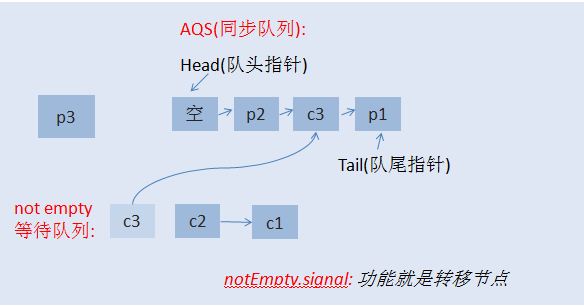 AQS(同步队列):
Head(队头指针)
p3
空 p2 c3 p1
Tail(队尾指针)
not empty
等待队列:
c3 c2 c1
notEmpty.signal: 功能就是转移节点